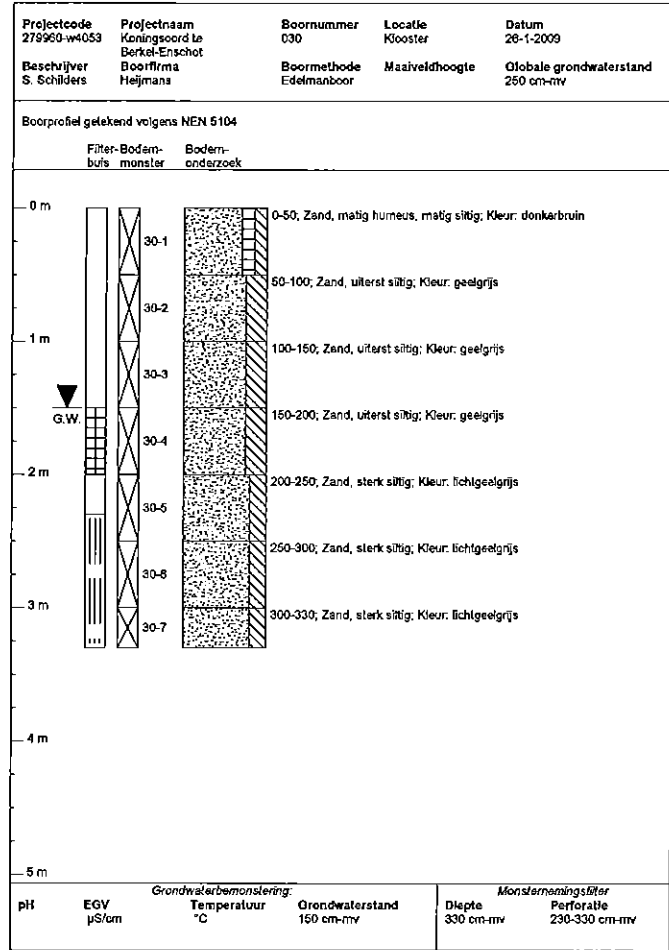 Projectcode Projectnaam Boornummer Locatie Datum
279960-w4053 Koningsoord te Berkel-Enschot 030 Klooster 26-1-2009
Beschrijver Boorfirma Boormethode Maaiveldhoogte Globale grondwaterstand
S. Schilders Heijmans Edelmanboor 250 cm-mv
Boorprofiel getekend volgens NEN 5104
Filter-buis Bodem-monster Bodem-onderzoek
0 m
30-1 0-50; Zand, matig humeus, matig siltig; Kleur: donkerbruin
30-2 50-100; Zand, uiterst siltig; Kleur: geelgrijs
1 m
30-3 100-150; Zand, uiterst siltig; Kleur: geelgrijs
G.W.
30-4 150-200; Zand, uiterst siltig; Kleur: geelgrijs
2 m
30-5 200-250; Zand, sterk siltig; Kleur: lichtgeelgrijs
30-6 250-300; Zand, sterk siltig; Kleur: lichtgeelgrijs
3 m
30-7 300-330; Zand, sterk siltig; Kleur: lichtgeelgrijs
4 m
5 m
Grondwaterbemonstering: Monsternemingsfilter
pH EGV Temperatuur Grondwaterstand Diepte Perforatie
µS/cm °C 150 cm-mv 330 cm-mv 230-330 cm-mv